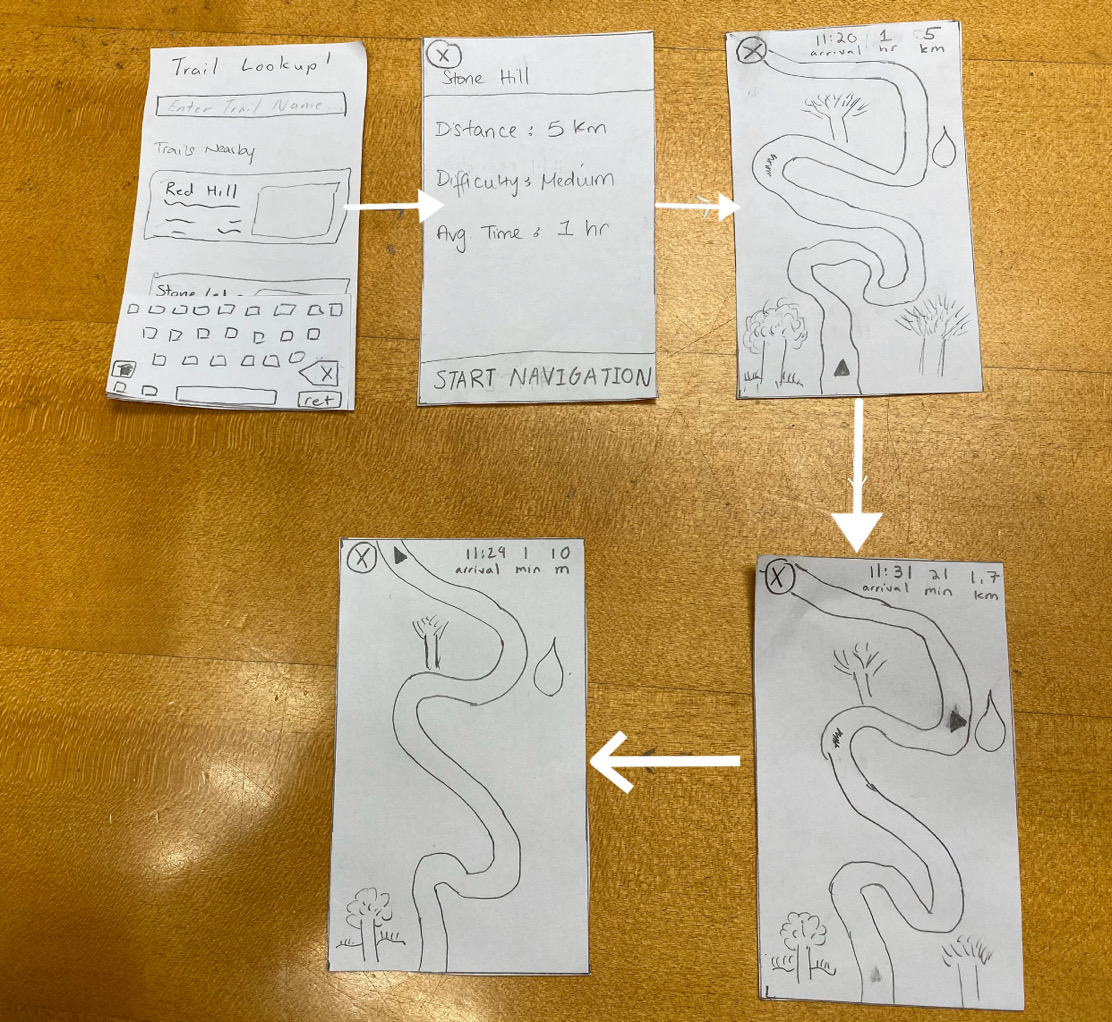 Trail Lookup!
Enter Trail Name...
Trails Nearby
Red Hill
Stone
X
ret
X
Stone Hill
Distance: 5 km
Difficulty: Medium
Avg. Time: 1 hr
START NAVIGATION
X
11:20 1 5
arrival hr km
X
11:31 21 1.7
arrival min km
X
11:29 1 10
arrival min m